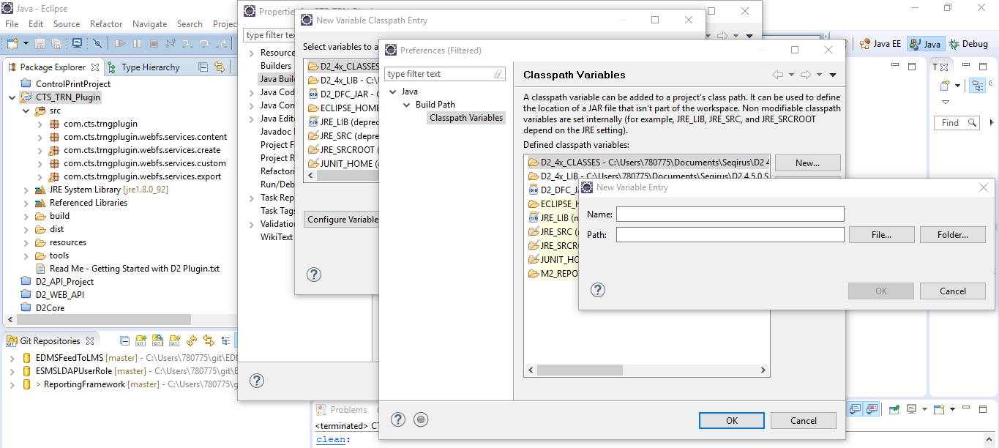 Java - Eclipse
File Edit Source Refactor Navigate Search Projec
Java EE Java Debug
Package Explorer Type Hierarchy
ControlPrintProject
CTS_TRN_Plugin
src
com.cts.trngplugin
com.cts.trngplugin.webfs.services.content
com.cts.trngplugin.webfs.services.create
com.cts.trngplugin.webfs.services.custom
com.cts.trngplugin.webfs.services.export
JRE System Library [jre1.8.0_92]
Referenced Libraries
build
dist
resources
tools
Read Me - Getting Started with D2 Plugin.txt
D2_API_Project
D2_WEB_API
D2Core
Git Repositories
EDMSFeedToLMS [master] - C:\Users\780775\git\EDM
ESMSLDAPUserRole [master] - C:\Users\780775\git\E
> ReportingFramework [master] - C:\Users\780775\g
Properties
type filter tex
Resource
Builders
Java Buil
Java Cod
Java Com
Java Edit
Javadoc
Project F
Project R
Refactori
Run/Deb
Task Rep
Task Tags
Validation
WikiText
New Variable Classpath Entry
Select variables to a
D2_4x_CLASSES
D2_4x_LIB - C:\
D2_DFC_JAR - C
ECLIPSE_HOME
JRE_LIB (deprec
JRE_SRC (depre
JRE_SRCROOT (
JUNIT_HOME (
Configure Variable
Preferences (Filtered)
type filter text
Java
Build Path
Classpath Variables
Classpath Variables
A classpath variable can be added to a project's class path. It can be used to define
the location of a JAR file that isn't part of the workspace. Non modifiable classpath
variables are set internally (for example, JRE_LIB, JRE_SRC, and JRE_SRCROOT
depend on the JRE setting).
Defined classpath variables:
D2_4x_CLASSES - C:\Users\780775\Documents\Seqirus\D2 4
D2_4x_LIB - C:\Users\780775\Documents\Seqirus\D2 4.5.0 S
D2_DFC_JA
ECLIPSE_H
JRE_LIB (n
JRE_SRC (
JRE_SRCR
JUNIT_HO
M2_REPO
New...
OK Cancel
New Variable Entry
Name:
Path:
File... Folder...
OK Cancel
T
Find
Problems
<terminated> CT
clean: